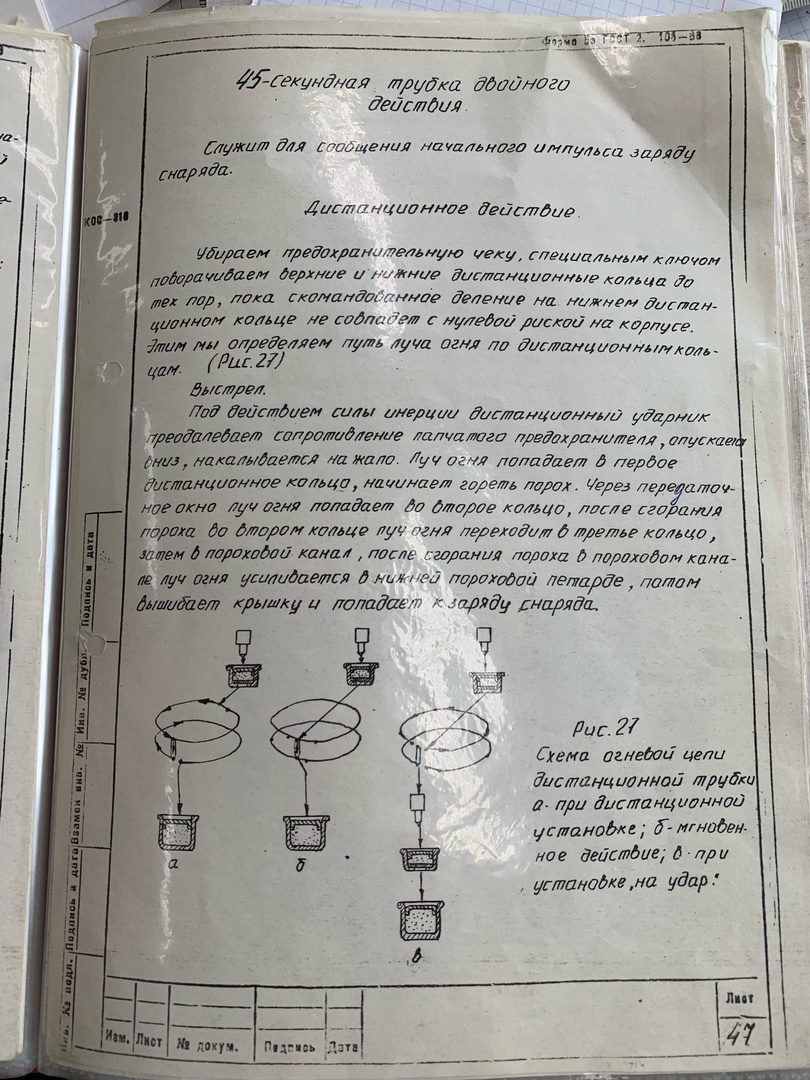 Форма 5а ГОСТ 2. 104—68
45-секундная трубка двойного
действия.
Служит для сообщения начального импульса заряду
снаряда.
КОО—316
Дистанционное действие.
Убираем предохранительную чеку, специальным ключом
поворачиваем верхние и нижние дистанционные кольца до
тех пор, пока скомандованное деление на нижнем дистан-
ционном кольце не совпадет с нулевой риской на корпусе.
Этим мы определяем путь луча огня по дистанционным коль-
цам. (Рис.27)
Выстрел.
Под действием силы инерции дистанционный ударник
преодалевает сопротивление лапчатого предохранителя, опускает
вниз, накалывается на жало. Луч огня попадает в первое
дистанционное кольцо, начинает гореть порох. Через передаточ-
ное окно луч огня попадает во второе кольцо, после сгорания
пороха во втором кольце луч огня переходит в третье кольцо,
затем в пороховой канал, после сгорания пороха в пороховом кана-
ле луч огня усиливается в нижней пороховой петарде, потом
вышибает крышку и попадает к заряду снаряда.
Рис.27
Схема огневой цепи
дистанционной трубки
а- при дистанционной
установке; б- мгновен-
ное действие; в- при
установке „на удар."
а
б
в
Инв. № подл.
Подпись и дата
Взамен инв. №
Инв. № дубл.
Подпись и дата
Изм.
Лист
№ докум.
Подпись
Дата
Лист
47